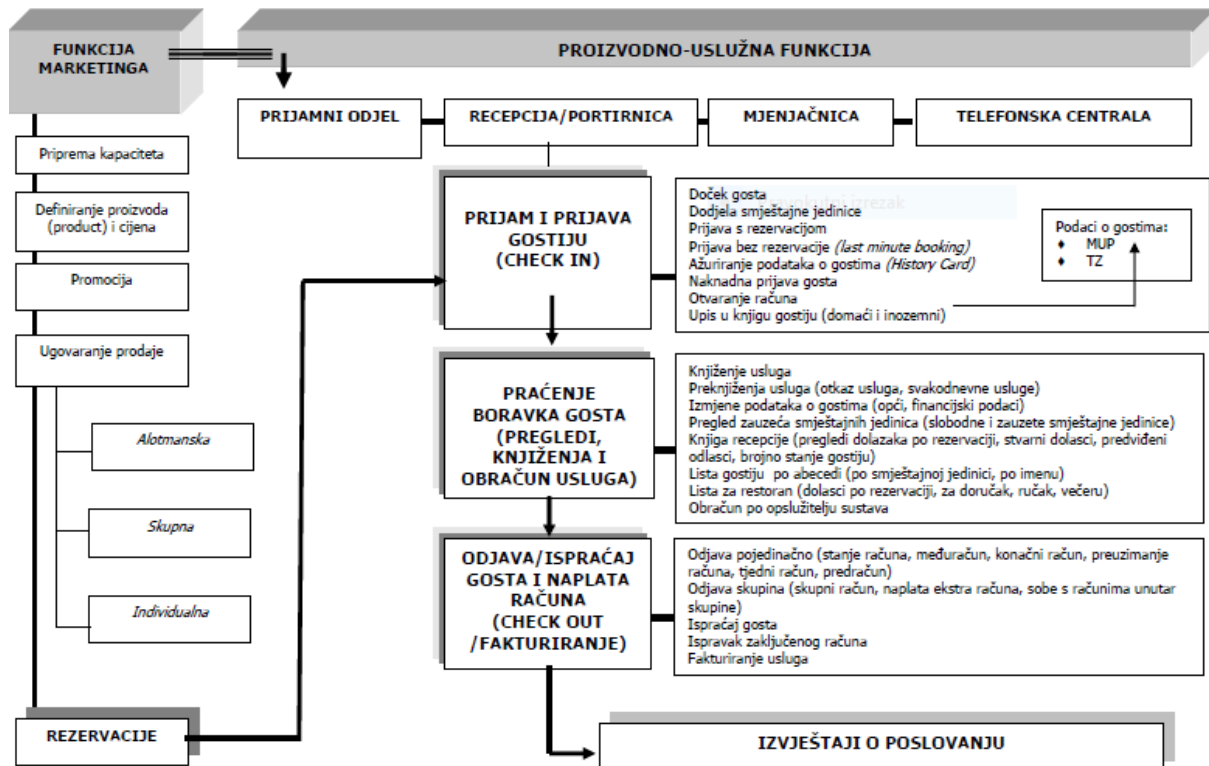 FUNKCIJA
MARKETINGA
PROIZVODNO-USLUŽNA FUNKCIJA
PRIJAMNI ODJEL
RECEPCIJA/PORTIRNICA
MJENJAČNICA
TELEFONSKA CENTRALA
Priprema kapaciteta
Definiranje proizvoda
(product) i cijena
Promocija
Ugovaranje prodaje
Alotmanska
Skupna
Individualna
REZERVACIJE
PRIJAM I PRIJAVA
GOSTIJU
(CHECK IN)
Doček gosta
Dodjela smještajne jedinice
Prijava s rezervacijom
Prijava bez rezervacije (last minute booking)
Ažuriranje podataka o gostima (History Card)
Naknadna prijava gosta
Otvaranje računa
Upis u knjigu gostiju (domaći i inozemni)
izrezak
Podaci o gostima:
♦ MUP
♦ TZ
PRAĆENJE
BORAVKA GOSTA
(PREGLEDI,
KNJIŽENJA I
OBRAČUN USLUGA)
Knjiženje usluga
Preknjiženja usluga (otkaz usluga, svakodnevne usluge)
Izmjene podataka o gostima (opći, financijski podaci)
Pregled zauzeća smještajnih jedinica (slobodne i zauzete smještajne jedinice)
Knjiga recepcije (pregledi dolazaka po rezervaciji, stvarni dolasci, predviđeni
odlasci, brojno stanje gostiju)
Lista gostiju po abecedi (po smještajnoj jedinici, po imenu)
Lista za restoran (dolasci po rezervaciji, za doručak, ručak, večeru)
Obračun po opslužitelju sustava
ODJAVA/ISPRAĆAJ
GOSTA I NAPLATA
RAČUNA
(CHECK OUT
/FAKTURIRANJE)
Odjava pojedinačno (stanje računa, međuračun, konačni račun, preuzimanje
računa, tjedni račun, predračun)
Odjava skupina (skupni račun, naplata ekstra računa, sobe s računima unutar
skupine)
Ispraćaj gosta
Ispravak zaključenog računa
Fakturiranje usluga
IZVJEŠTAJI O POSLOVANJU